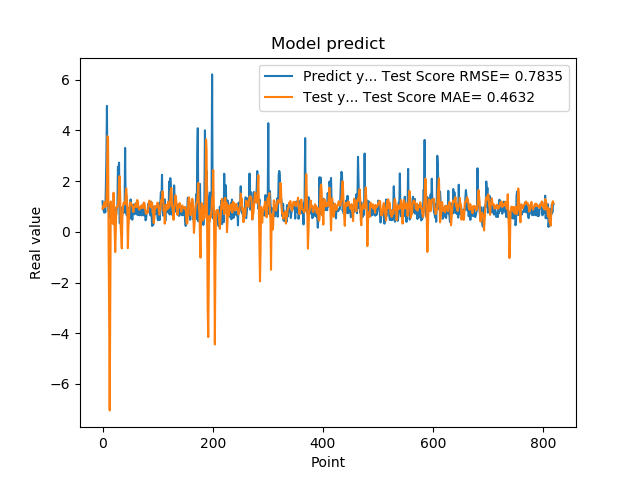 Model predict
Predict y... Test Score RMSE= 0.7835
Test y... Test Score MAE= 0.4632
6
4
2
0
−2
−4
−6
Real value
0 200 400 600 800
Point